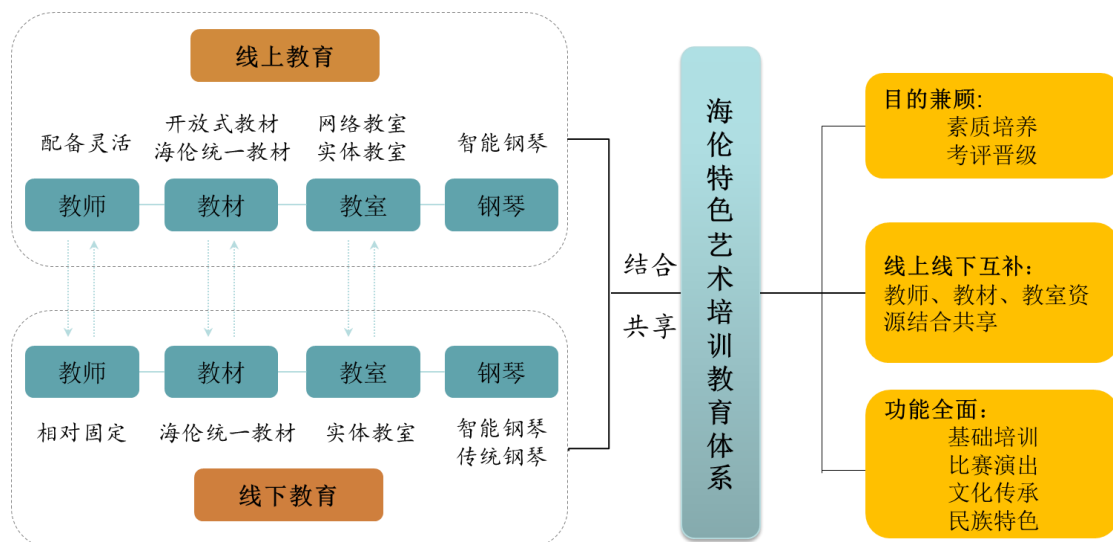 线上教育
配备灵活
开放式教材
海伦统一教材
网络教室
实体教室
智能钢琴
教师
教材
教室
钢琴
教师
教材
教室
钢琴
相对固定
海伦统一教材
实体教室
智能钢琴
传统钢琴
线下教育
结合
共享
海伦特色艺术培训教育体系
目的兼顾:
素质培养
考评晋级
线上线下互补：
教师、教材、教室资
源结合共享
功能全面：
基础培训
比赛演出
文化传承
民族特色